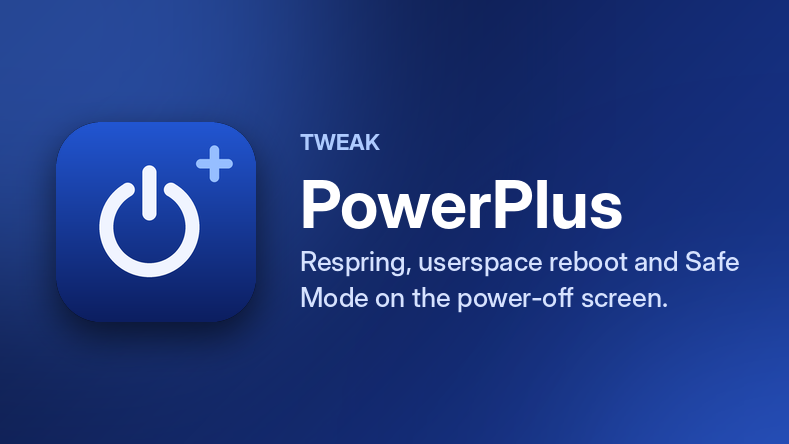 TWEAK
PowerPlus
Respring, userspace reboot and Safe
Mode on the power-off screen.